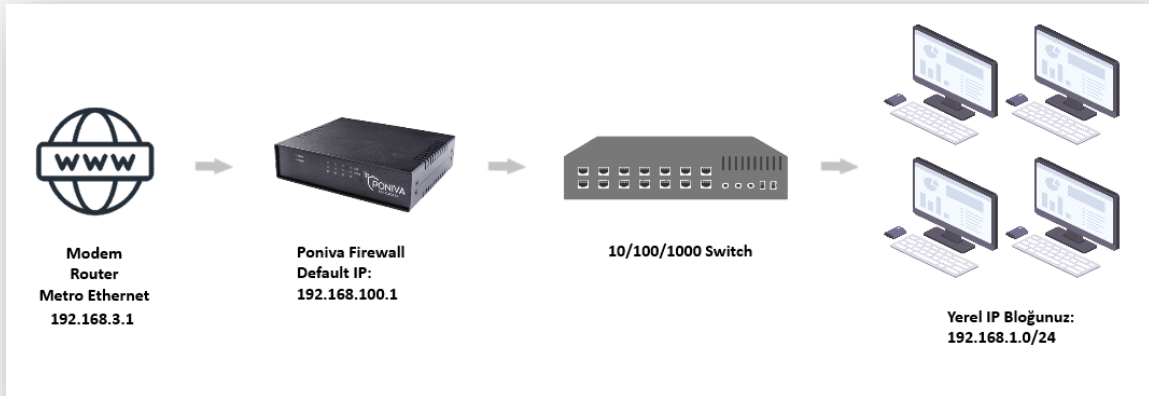 WWW
PONIVA
Modem
Router
Metro Ethernet
192.168.3.1
Poniva Firewall
Default IP:
192.168.100.1
10/100/1000 Switch
Yerel IP Bloğunuz:
192.168.1.0/24